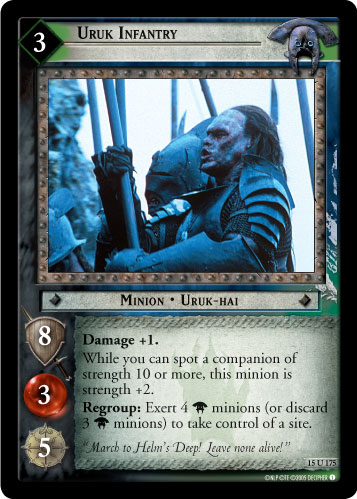 3
Uruk Infantry
Minion • Uruk-hai
8
3
5
Damage +1.
While you can spot a companion of
strength 10 or more, this minion is
strength +2.
Regroup: Exert 4 minions (or discard
3 minions) to take control of a site.
"March to Helm's Deep! Leave none alive!"
15 U 175
©NLP ©TE ©2005 DECIPHER